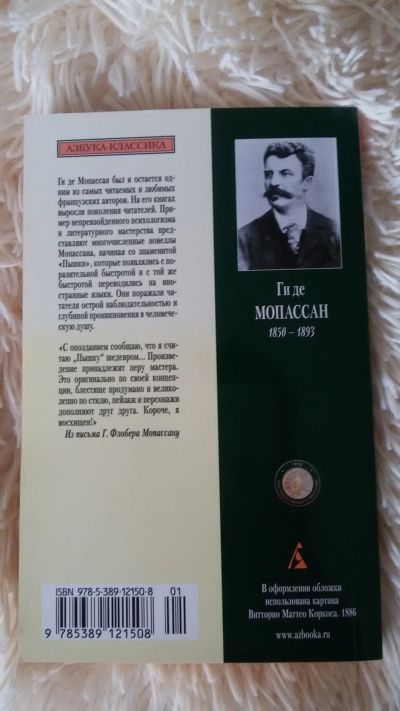 АЗБУКА-КЛАССИКА
Ги де Мопассан был и остается од-
ним из самых читаемых и любимых
французских авторов. На его книгах
выросли поколения читателей. При-
мер непревзойденного психологизма
и литературного мастерства пред-
ставляют многочисленные новеллы
Мопассана, начиная со знаменитой
«Пышки», которые появлялись с по-
разительной быстротой и с той же
быстротой переводились на ино-
странные языки. Они поражали чи-
тателя острой наблюдательностью и
глубиной проникновения в человече-
скую душу.
«С опозданием сообщаю, что я счи-
таю „Пышку“ шедевром... Произве-
дение принадлежит перу мастера.
Это оригинально по своей концеп-
ции, блестяще продумано и велико-
лепно по стилю, пейзаж и персонажи
дополняют друг друга. Короче, я
восхищен!»
Из письма Г. Флобера Мопассану
ISBN 978-5-389-12150-8
01
9 785389 121508
Ги де
МОПАССАН
1850 – 1893
В оформлении обложки
использована картина
Витторио Маттео Коркоса. 1886
www.azbooka.ru